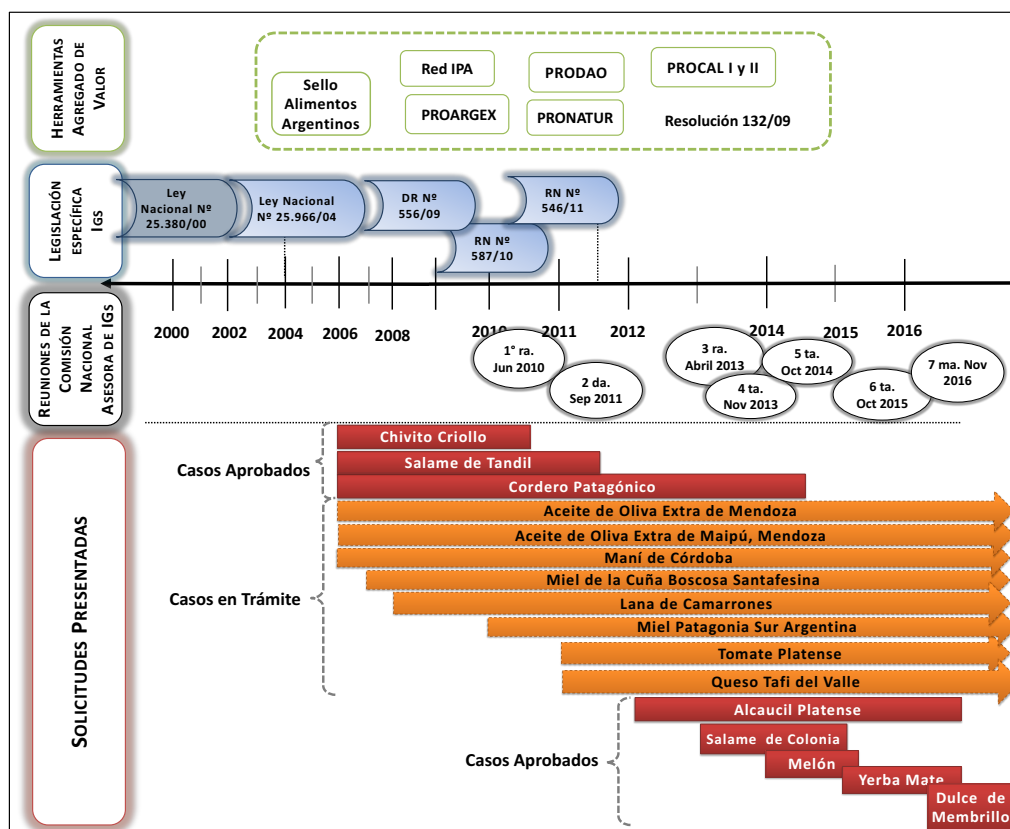 HERRAMIENTAS
AGREGADO DE
VALOR
Sello
Alimentos
Argentinos
Red IPA
PROARGEX
PRODAO
PRONATUR
PROCAL I y II
Resolución 132/09
LEGISLACIÓN
ESPECÍFICA
IGS
Ley
Nacional Nº
25.380/00
Ley Nacional
Nº 25.966/04
DR Nº
556/09
RN Nº
587/10
RN Nº
546/11
REUNIONES DE LA
COMISIÓN
NACIONAL
ASESORA DE IGS
2000
2002
2004
2006
2008
2010
2011
2012
2014
2015
2016
1° ra.
Jun 2010
2 da.
Sep 2011
3 ra.
Abril 2013
4 ta.
Nov 2013
5 ta.
Oct 2014
6 ta.
Oct 2015
7 ma. Nov
2016
SOLICITUDES PRESENTADAS
Casos Aprobados
Chivito Criollo
Salame de Tandil
Cordero Patagónico
Casos en Trámite
Aceite de Oliva Extra de Mendoza
Aceite de Oliva Extra de Maipú, Mendoza
Maní de Córdoba
Miel de la Cuña Boscosa Santafesina
Lana de Camarrones
Miel Patagonia Sur Argentina
Tomate Platense
Queso Tafi del Valle
Casos Aprobados
Alcaucil Platense
Salame de Colonia
Melón
Yerba Mate
Dulce de
Membrillo